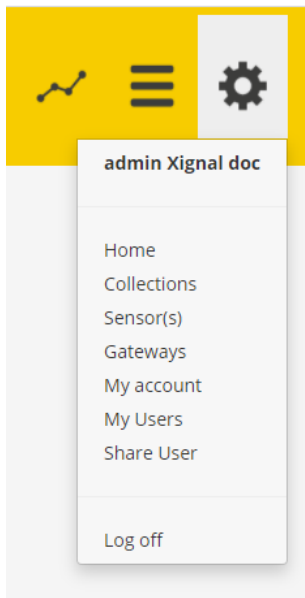 admin Xignal doc
Home
Collections
Sensor(s)
Gateways
My account
My Users
Share User
Log off